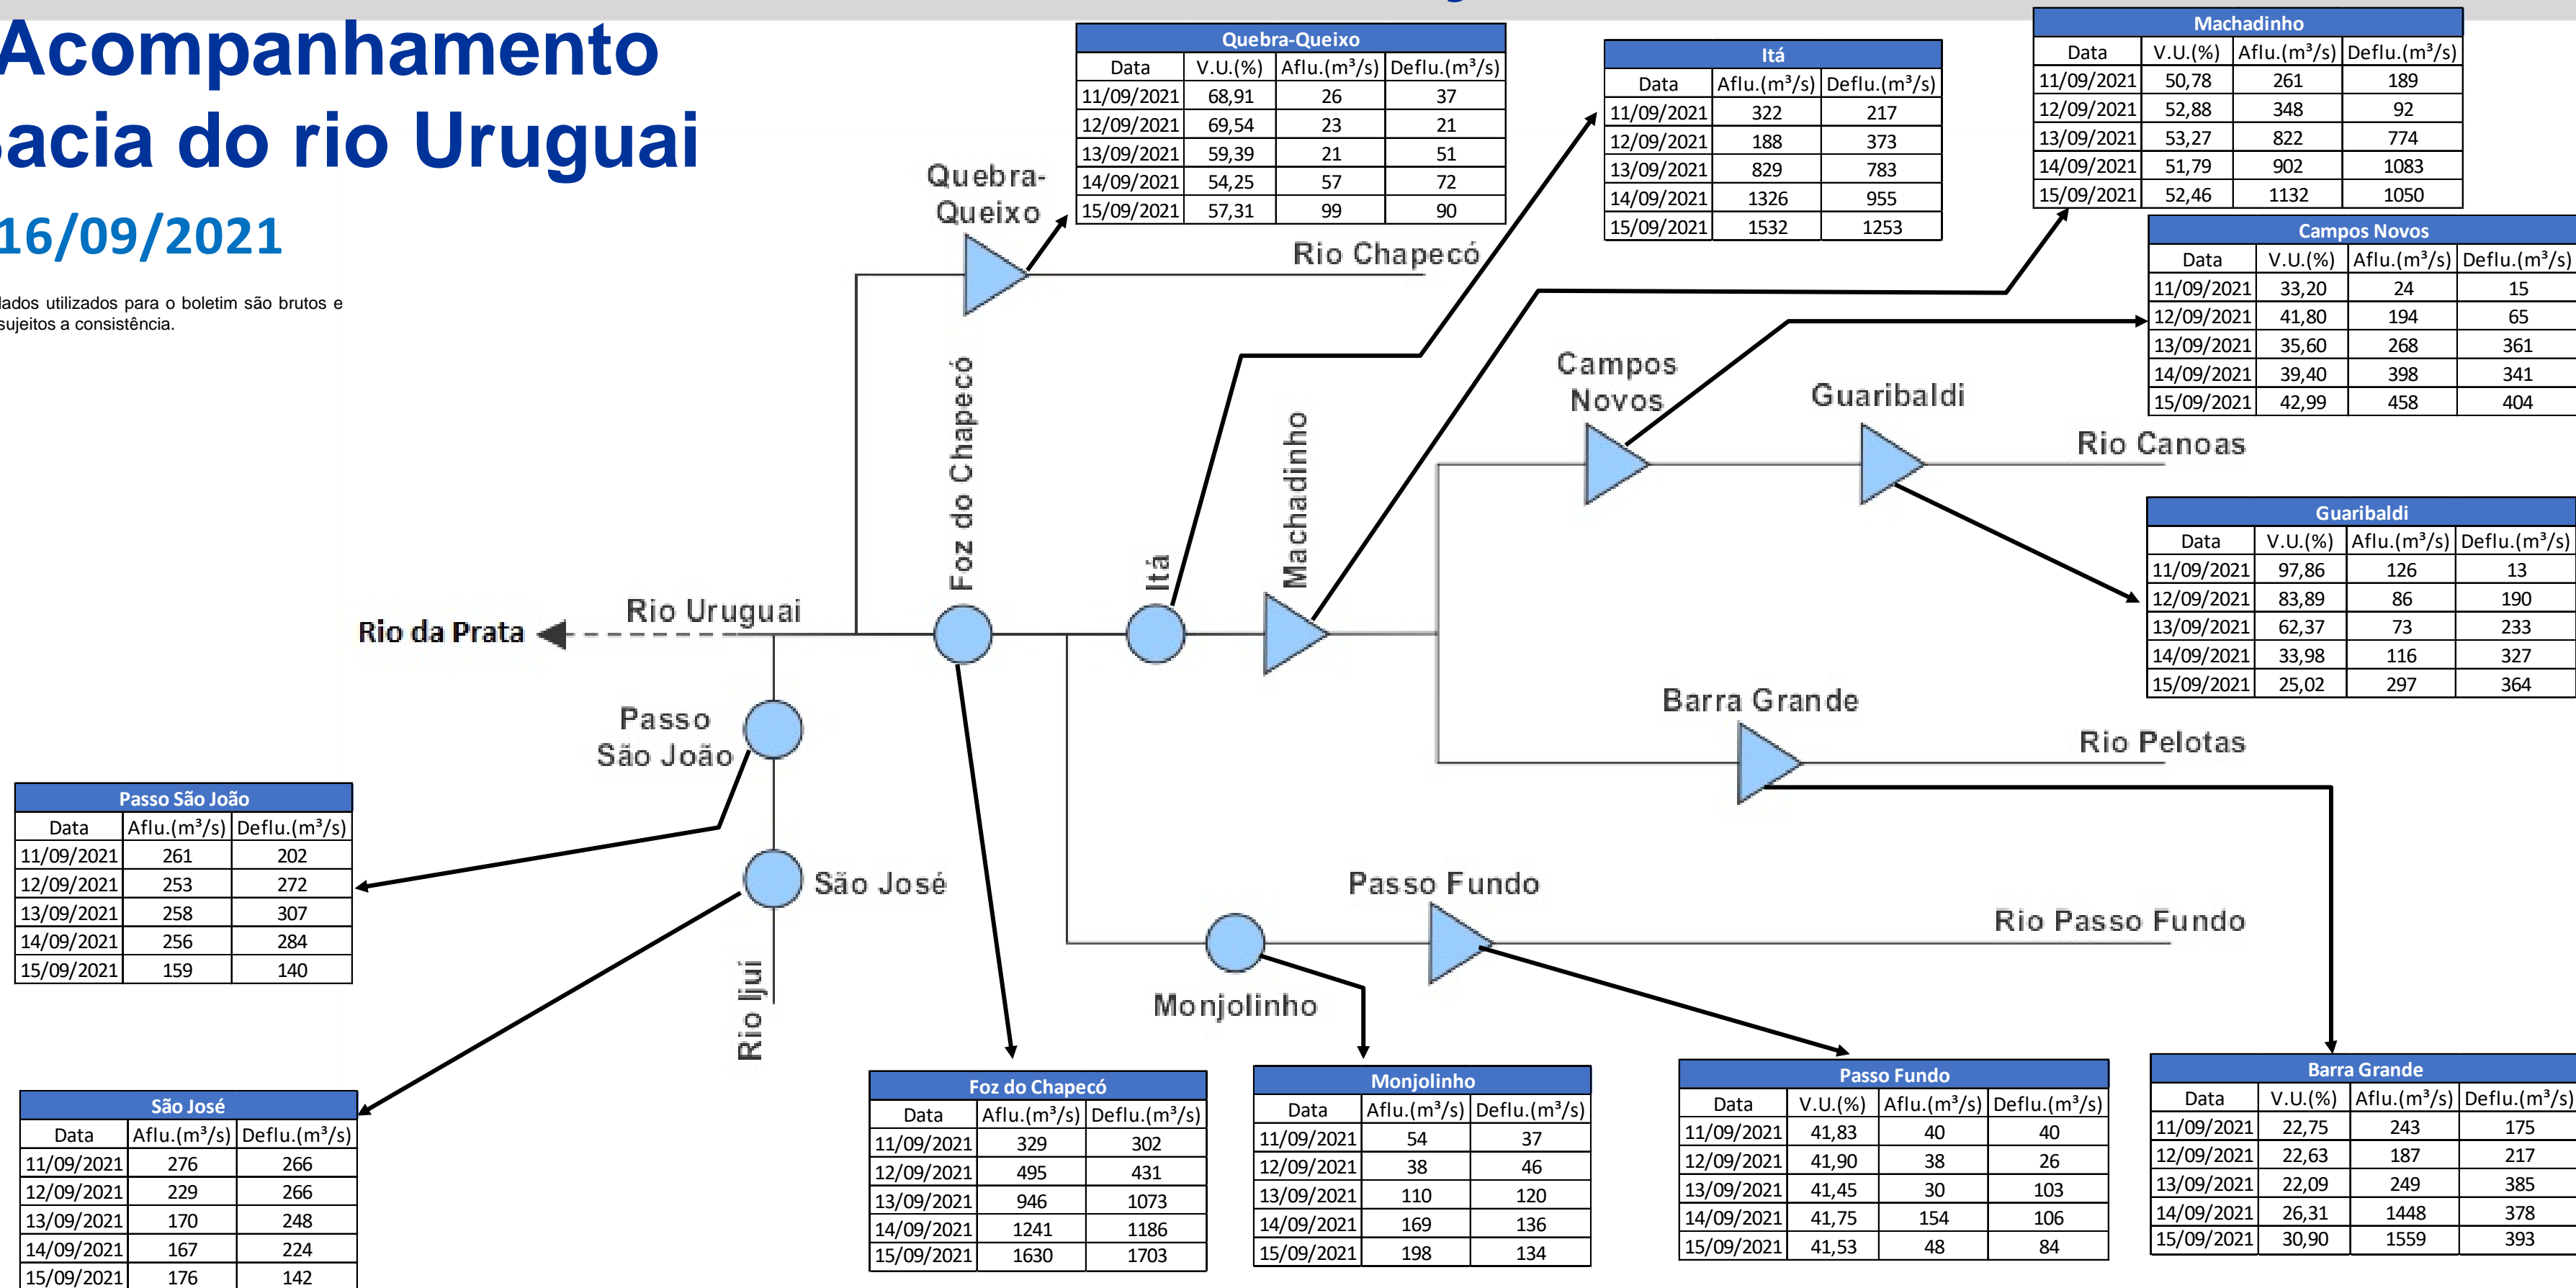 Acompanhamento
Bacia do rio Uruguai
16/09/2021
dados utilizados para o boletim são brutos e
sujeitos a consistência.
Quebra-Queixo
Data V.U.(%) Aflu.(m³/s) Deflu.(m³/s)
11/09/2021 68,91 26 37
12/09/2021 69,54 23 21
13/09/2021 59,39 21 51
14/09/2021 54,25 57 72
15/09/2021 57,31 99 90
Itá
Data Aflu.(m³/s) Deflu.(m³/s)
11/09/2021 322 217
12/09/2021 188 373
13/09/2021 829 783
14/09/2021 1326 955
15/09/2021 1532 1253
Machadinho
Data V.U.(%) Aflu.(m³/s) Deflu.(m³/s)
11/09/2021 50,78 261 189
12/09/2021 52,88 348 92
13/09/2021 53,27 822 774
14/09/2021 51,79 902 1083
15/09/2021 52,46 1132 1050
Campos Novos
Data V.U.(%) Aflu.(m³/s) Deflu.(m³/s)
11/09/2021 33,20 24 15
12/09/2021 41,80 194 65
13/09/2021 35,60 268 361
14/09/2021 39,40 398 341
15/09/2021 42,99 458 404
Guaribaldi
Data V.U.(%) Aflu.(m³/s) Deflu.(m³/s)
11/09/2021 97,86 126 13
12/09/2021 83,89 86 190
13/09/2021 62,37 73 233
14/09/2021 33,98 116 327
15/09/2021 25,02 297 364
Quebra-
Queixo
Rio Chapecó
Foz do Chapecó
Itá
Machadinho
Campos
Novos
Guaribaldi
Rio Canoas
Rio da Prata
Rio Uruguai
Barra Grande
Rio Pelotas
Passo
São João
São José
Rio Ijuí
Passo Fundo
Rio Passo Fundo
Monjolinho
Passo São João
Data Aflu.(m³/s) Deflu.(m³/s)
11/09/2021 261 202
12/09/2021 253 272
13/09/2021 258 307
14/09/2021 256 284
15/09/2021 159 140
São José
Data Aflu.(m³/s) Deflu.(m³/s)
11/09/2021 276 266
12/09/2021 229 266
13/09/2021 170 248
14/09/2021 167 224
15/09/2021 176 142
Foz do Chapecó
Data Aflu.(m³/s) Deflu.(m³/s)
11/09/2021 329 302
12/09/2021 495 431
13/09/2021 946 1073
14/09/2021 1241 1186
15/09/2021 1630 1703
Monjolinho
Data Aflu.(m³/s) Deflu.(m³/s)
11/09/2021 54 37
12/09/2021 38 46
13/09/2021 110 120
14/09/2021 169 136
15/09/2021 198 134
Passo Fundo
Data V.U.(%) Aflu.(m³/s) Deflu.(m³/s)
11/09/2021 41,83 40 40
12/09/2021 41,90 38 26
13/09/2021 41,45 30 103
14/09/2021 41,75 154 106
15/09/2021 41,53 48 84
Barra Grande
Data V.U.(%) Aflu.(m³/s) Deflu.(m³/s)
11/09/2021 22,75 243 175
12/09/2021 22,63 187 217
13/09/2021 22,09 249 385
14/09/2021 26,31 1448 378
15/09/2021 30,90 1559 393